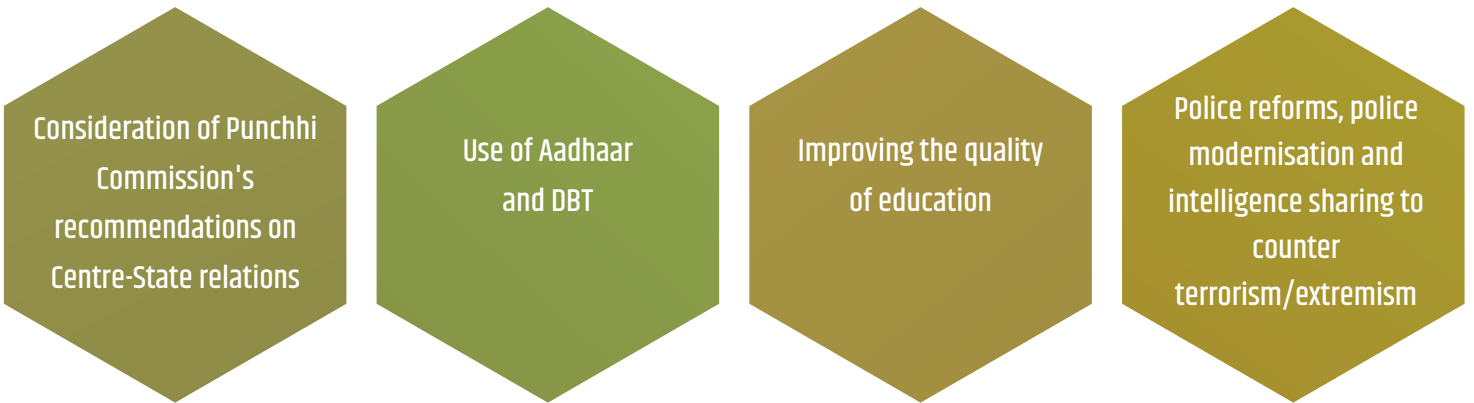 Consideration of Punchhi
Commission's
recommendations on
Centre-State relations
Use of Aadhaar
and DBT
Improving the quality
of education
Police reforms, police
modernisation and
intelligence sharing to
counter
terrorism/extremism